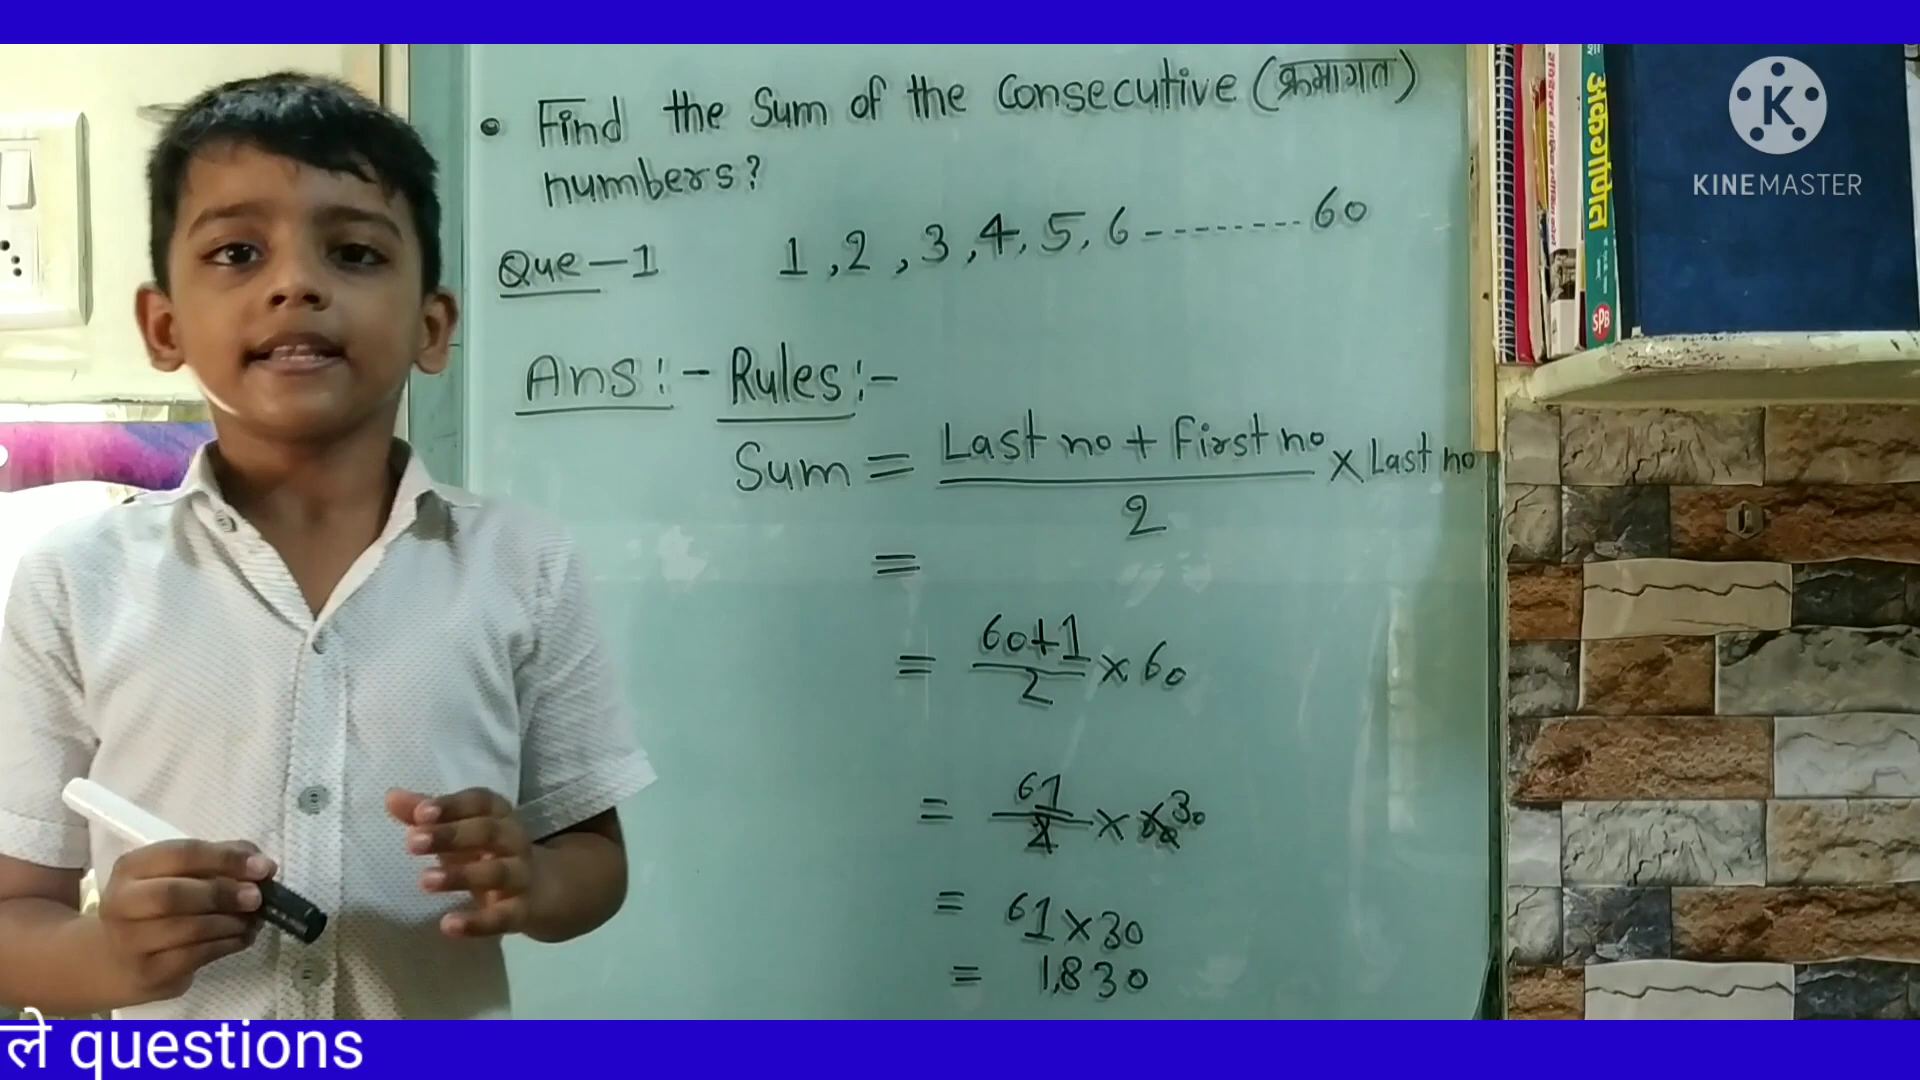 • Find the Sum of the Consecutive (क्रमागत)
numbers?
Que-1 1, 2, 3, 4, 5, 6 -------- 60
Ans:- Rules:-
Sum = Last no + First no / 2 × Last no
=
= 60+1 / 2 × 60
= 61 / 2 × 60 30
= 61×30
= 1,830
KINEMASTER
अंकगणित
SPB
ले questions